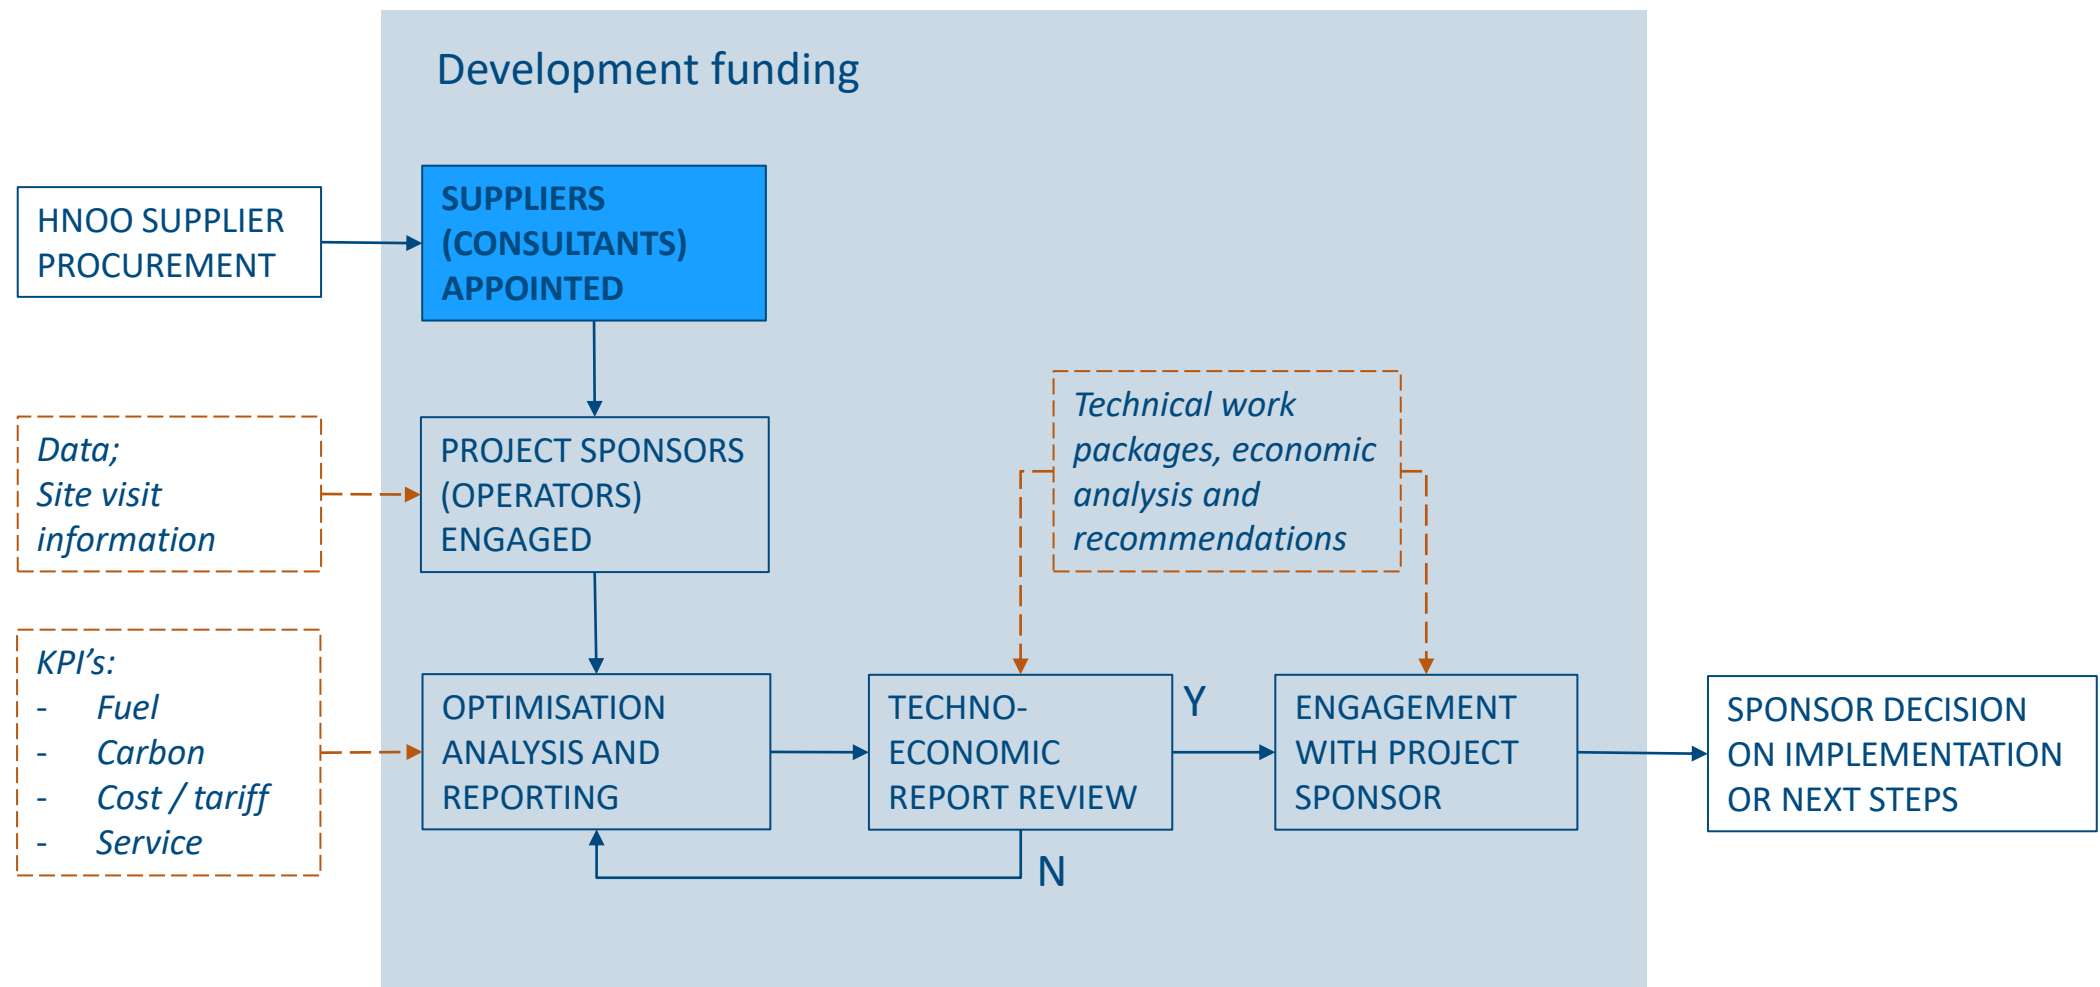 Development funding
HNOO SUPPLIER
PROCUREMENT
SUPPLIERS
(CONSULTANTS)
APPOINTED
Data;
Site visit
information
PROJECT SPONSORS
(OPERATORS)
ENGAGED
Technical work
packages, economic
analysis and
recommendations
KPI’s:
- Fuel
- Carbon
- Cost / tariff
- Service
OPTIMISATION
ANALYSIS AND
REPORTING
TECHNO-
ECONOMIC
REPORT REVIEW
Y
N
ENGAGEMENT
WITH PROJECT
SPONSOR
SPONSOR DECISION
ON IMPLEMENTATION
OR NEXT STEPS